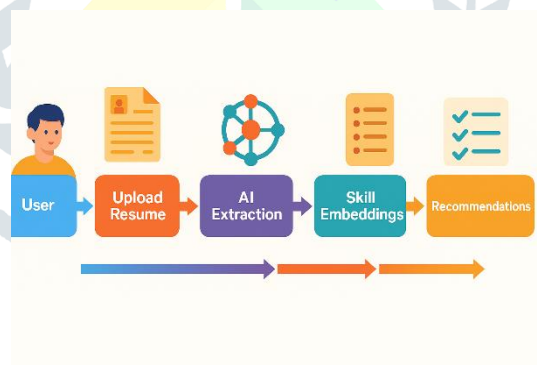 User
Upload
Resume
AI
Extraction
Skill
Embeddings
Recommendations